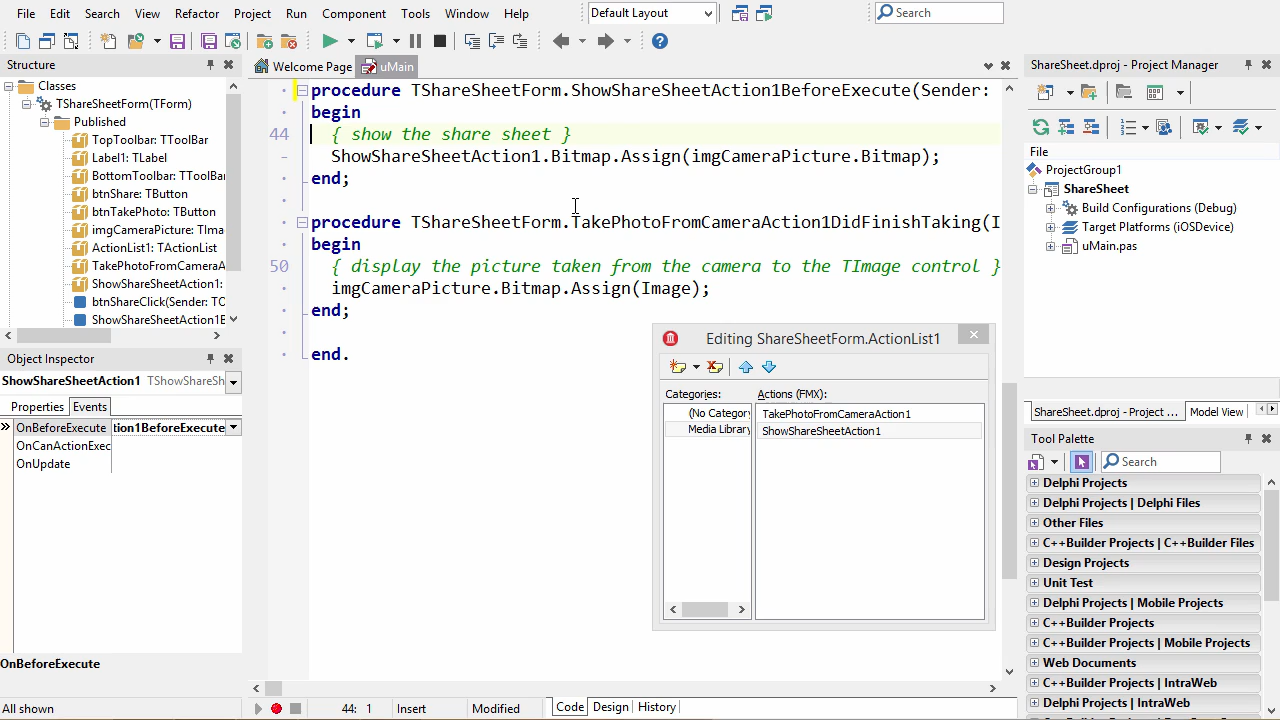 File Edit Search View Refactor Project Run Component Tools Window Help
Default Layout
Search
Structure
Classes
TShareSheetForm(TForm)
Published
TopToolbar: TToolBar
Label1: TLabel
BottomToolbar: TToolBar
btnShare: TButton
btnTakePhoto: TButton
imgCameraPicture: TIma
ActionList1: TActionList
TakePhotoFromCameraA
ShowShareSheetAction1:
btnShareClick(Sender: TO
ShowShareSheetAction1B
Object Inspector
ShowShareSheetAction1 TShowShareSh
Properties Events
OnBeforeExecute tion1BeforeExecute
OnCanActionExec
OnUpdate
OnBeforeExecute
All shown
Welcome Page uMain
procedure TShareSheetForm.ShowShareSheetAction1BeforeExecute(Sender:
begin
44 { show the share sheet }
ShowShareSheetAction1.Bitmap.Assign(imgCameraPicture.Bitmap);
end;
procedure TShareSheetForm.TakePhotoFromCameraAction1DidFinishTaking(I
begin
50 { display the picture taken from the camera to the TImage control }
imgCameraPicture.Bitmap.Assign(Image);
end;
end.
Editing ShareSheetForm.ActionList1
Categories: Actions (FMX):
(No Categor TakePhotoFromCameraAction1
Media Library ShowShareSheetAction1
44: 1 Insert Modified Code Design History
ShareSheet.dproj - Project Manager
File
ProjectGroup1
ShareSheet
Build Configurations (Debug)
Target Platforms (iOSDevice)
uMain.pas
ShareSheet.dproj - Project ... Model View
Tool Palette
Search
Delphi Projects
Delphi Projects | Delphi Files
Other Files
C++Builder Projects | C++Builder Files
Design Projects
Unit Test
Delphi Projects | Mobile Projects
C++Builder Projects
C++Builder Projects | Mobile Projects
Web Documents
C++Builder Projects | IntraWeb
Delphi Projects | IntraWeb